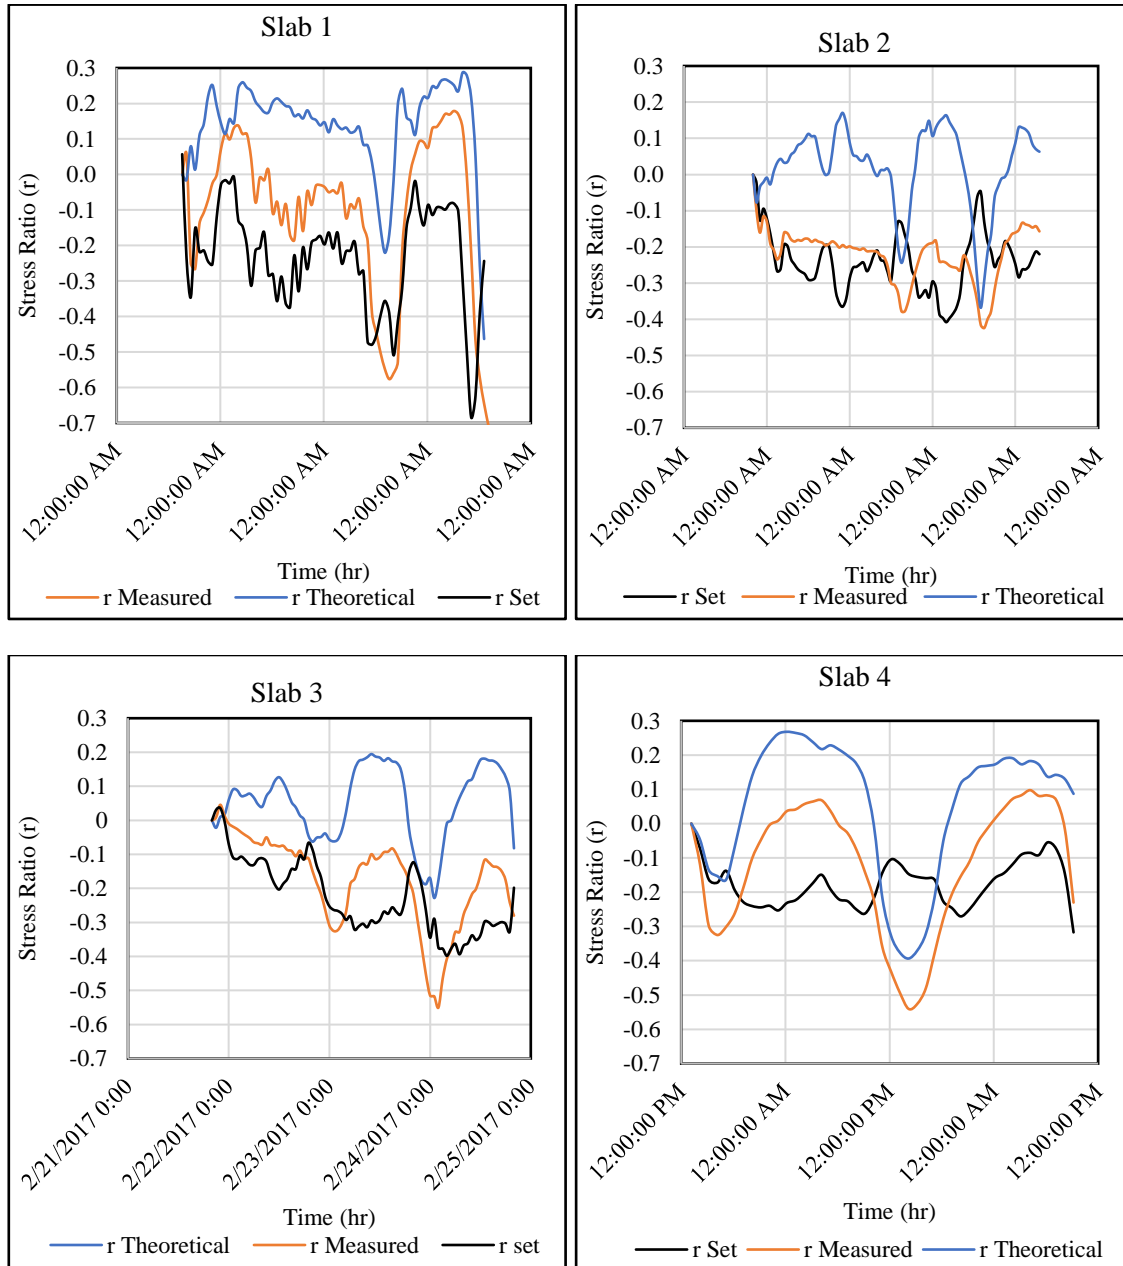 Slab 1
0.3
0.2
0.1
0.0
-0.1
-0.2
-0.3
-0.4
-0.5
-0.6
-0.7
Stress Ratio (r)
12:00:00 AM
12:00:00 AM
12:00:00 AM
12:00:00 AM
12:00:00 AM
Time (hr)
r Measured r Theoretical r Set
Slab 2
0.3
0.2
0.1
0.0
-0.1
-0.2
-0.3
-0.4
-0.5
-0.6
-0.7
Stress Ratio (r)
12:00:00 AM
12:00:00 AM
12:00:00 AM
12:00:00 AM
12:00:00 AM
12:00:00 AM
Time (hr)
r Set r Measured r Theoretical
Slab 3
0.3
0.2
0.1
0
-0.1
-0.2
-0.3
-0.4
-0.5
-0.6
-0.7
Stress Ratio (r)
2/21/2017 0:00
2/22/2017 0:00
2/23/2017 0:00
2/24/2017 0:00
2/25/2017 0:00
Time (hr)
r Theoretical r Measured r set
Slab 4
0.3
0.2
0.1
0.0
-0.1
-0.2
-0.3
-0.4
-0.5
-0.6
-0.7
Stress Ratio (r)
12:00:00 PM
12:00:00 AM
12:00:00 PM
12:00:00 AM
12:00:00 PM
Time (hr)
r Set r Measured r Theoretical